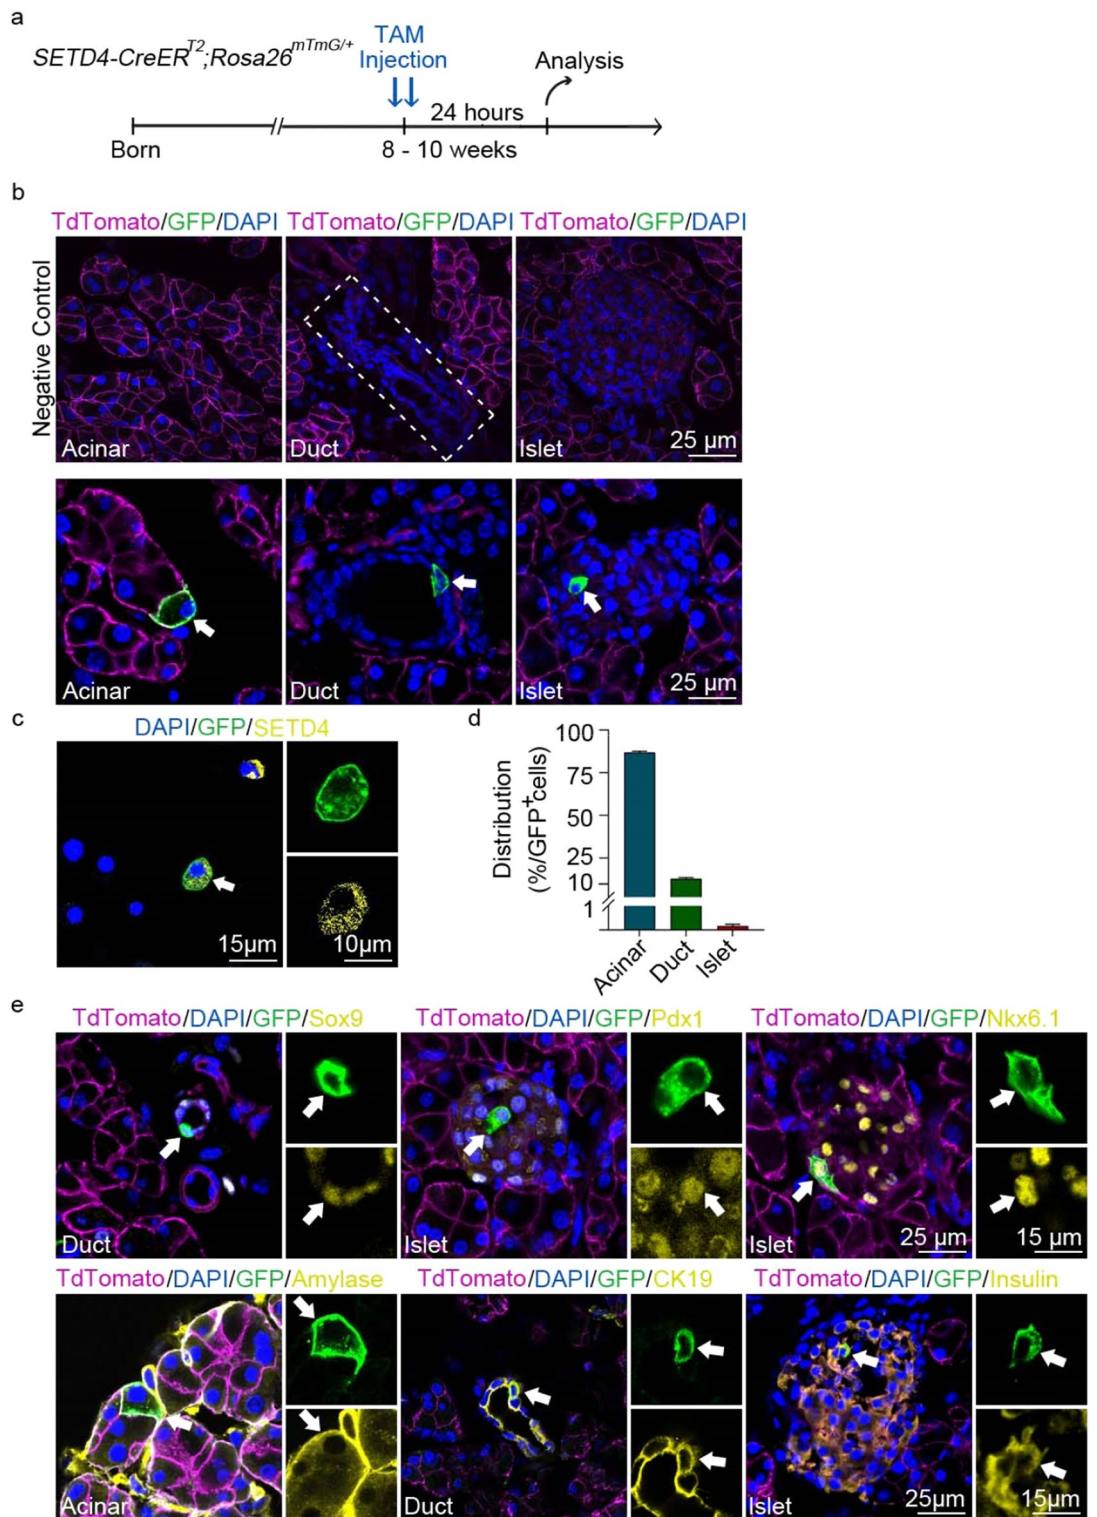 a
SETD4-CreER^T2;Rosa26^mTmG/+
TAM
Injection
Analysis
24 hours
Born
8 - 10 weeks
b
TdTomato/GFP/DAPI TdTomato/GFP/DAPI TdTomato/GFP/DAPI
Negative Control
Acinar
Duct
Islet
25 µm
Acinar
Duct
Islet
25 µm
c
DAPI/GFP/SETD4
15µm
10µm
d
Distribution
(%/GFP+cells)
100
75
50
25
10
1
Acinar
Duct
Islet
e
TdTomato/DAPI/GFP/Sox9
TdTomato/DAPI/GFP/Pdx1
TdTomato/DAPI/GFP/Nkx6.1
Duct
Islet
Islet
25 µm
15 µm
TdTomato/DAPI/GFP/Amylase
TdTomato/DAPI/GFP/CK19
TdTomato/DAPI/GFP/Insulin
Acinar
Duct
Islet
25µm
15µm